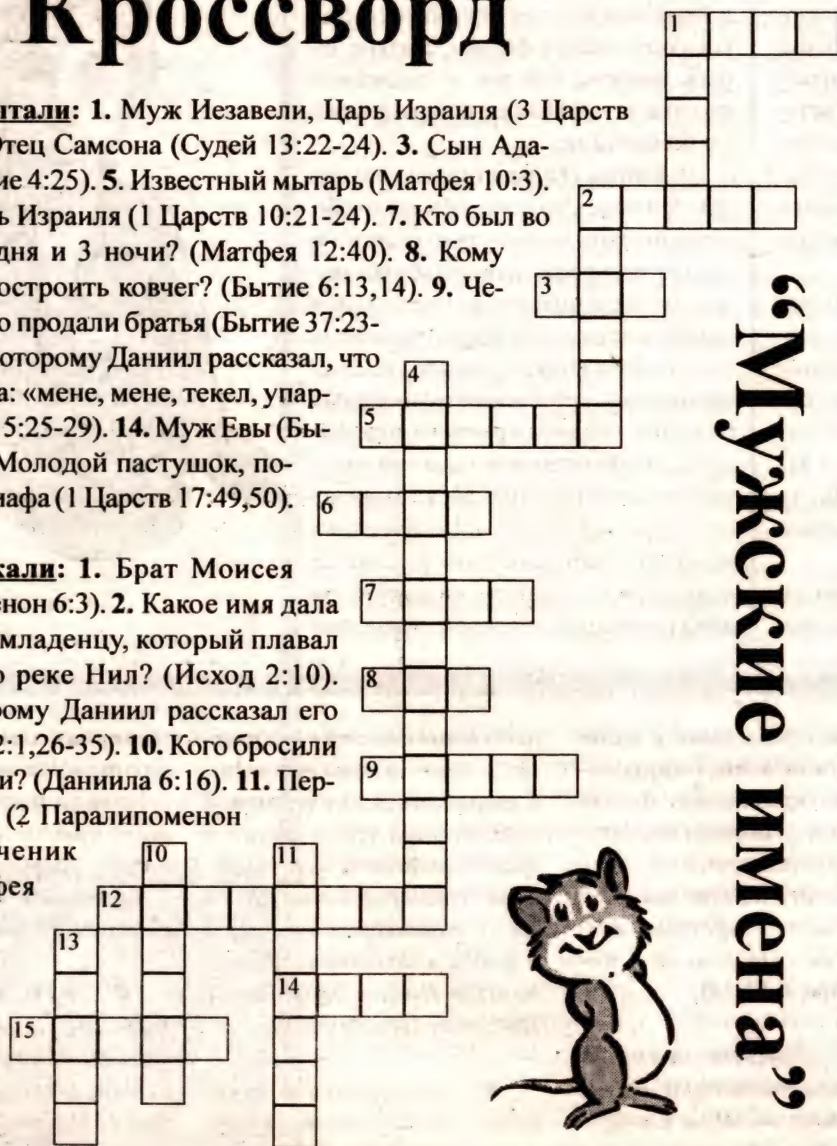 Кроссворд
ытали: 1. Муж Иезавели, Царь Израиля (3 Царств
Отец Самсона (Судей 13:22-24). 3. Сын Ада-
ие 4:25). 5. Известный мытарь (Матфея 10:3).
ь Израиля (1 Царств 10:21-24). 7. Кто был во
дня и 3 ночи? (Матфея 12:40). 8. Кому
остроить ковчег? (Бытие 6:13,14). 9. Че-
о продали братья (Бытие 37:23-
оторому Даниил рассказал, что
а: «мене, мене, текел, упар-
5:25-29). 14. Муж Евы (Бы-
Молодой пастушок, по-
иафа (1 Царств 17:49,50).
кали: 1. Брат Моисея
енон 6:3). 2. Какое имя дала
младенцу, который плавал
о реке Нил? (Исход 2:10).
рому Даниил рассказал его
2:1,26-35). 10. Кого бросили
и? (Даниила 6:16). 11. Пер-
(2 Паралипоменон
ченик
рея
1
2
3
4
5
6
7
8
9
10
11
12
13
14
15
“Мужские имена”